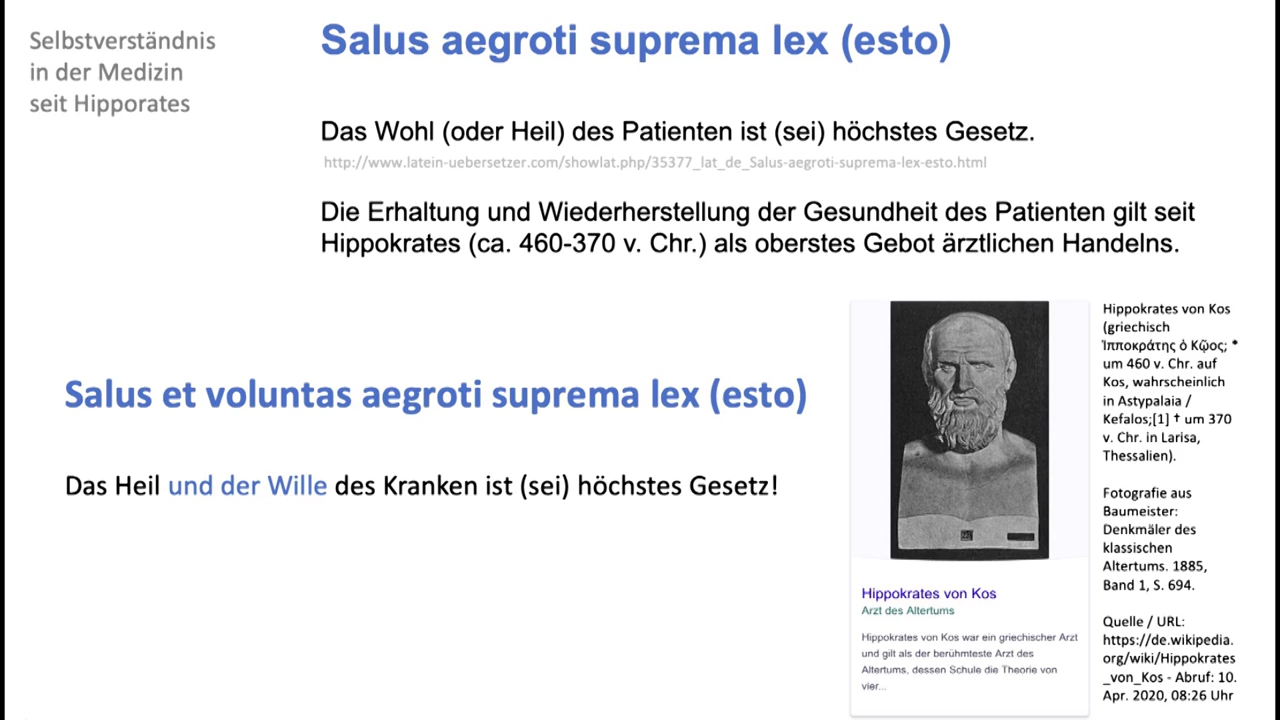 Selbstverständnis
in der Medizin
seit Hipporates
Salus aegroti suprema lex (esto)
Das Wohl (oder Heil) des Patienten ist (sei) höchstes Gesetz.
http://www.latein-uebersetzer.com/showlat.php/35377_lat_de_Salus-aegroti-suprema-lex-esto.html
Die Erhaltung und Wiederherstellung der Gesundheit des Patienten gilt seit
Hippokrates (ca. 460-370 v. Chr.) als oberstes Gebot ärztlichen Handelns.
Salus et voluntas aegroti suprema lex (esto)
Das Heil und der Wille des Kranken ist (sei) höchstes Gesetz!
Hippokrates von Kos
Arzt des Altertums
Hippokrates von Kos war ein griechischer Arzt
und gilt als der berühmteste Arzt des
Altertums, dessen Schule die Theorie von
vier...
Hippokrates von Kos
(griechisch
Ἱπποκράτης ὁ Κῷος; *
um 460 v. Chr. auf
Kos, wahrscheinlich
in Astypalaia /
Kefalos;[1] † um 370
v. Chr. in Larisa,
Thessalien).
Fotografie aus
Baumeister:
Denkmäler des
klassischen
Altertums. 1885,
Band 1, S. 694.
Quelle / URL:
https://de.wikipedia.
org/wiki/Hippokrates
_von_Kos - Abruf: 10.
Apr. 2020, 08:26 Uhr